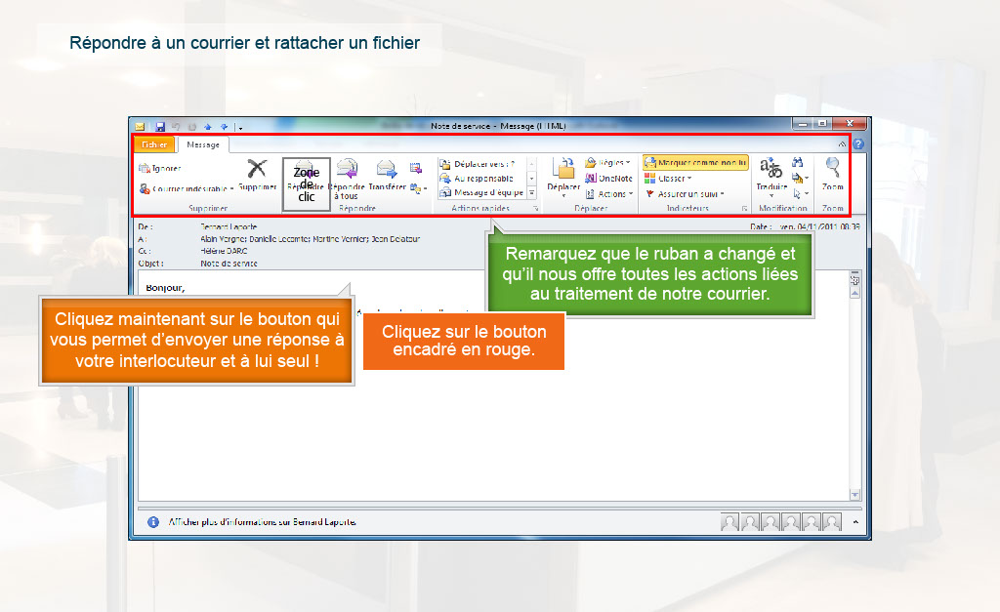 Répondre à un courrier et rattacher un fichier
Note de service - Message (HTML)
Fichier Message
Ignorer
Courrier indésirable
Supprimer
Supprimer
Répondre
Zone
de
clic
Répondre
à tous
Transférer
Répondre
Déplacer vers : ?
Au responsable
Message d'équipe
Actions rapides
Déplacer
Règles
OneNote
Actions
Déplacer
Marquer comme non lu
Classer
Assurer un suivi
Indicateurs
Traduire
Modification
Zoom
Zoom
De : Bernard Laporte
Date : ven. 04/11/2011 08:39
À : Alain Vergne; Danielle Lecomte; Martine Vernier; Jean Delatour
Cc : Hélène DARC
Objet : Note de service
Bonjour,
Remarquez que le ruban a changé et
qu'il nous offre toutes les actions liées
au traitement de notre courrier.
Cliquez maintenant sur le bouton qui
vous permet d'envoyer une réponse à
votre interlocuteur et à lui seul !
Cliquez sur le bouton
encadré en rouge.
Afficher plus d'informations sur Bernard Laporte.